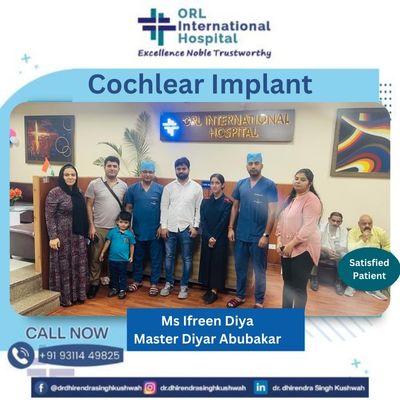 ORL
International
Hospital
Excellence Noble Trustworthy
Cochlear Implant
ORL INTERNATIONAL
HOSPITAL
Satisfied
Patient
Ms Ifreen Diya
Master Diyar Abubakar
CALL NOW
+91 93114 49825
@drdhirendrasinghkushwah
dr.dhirendrasinghkushwah
dr. dhirendra Singh Kushwah